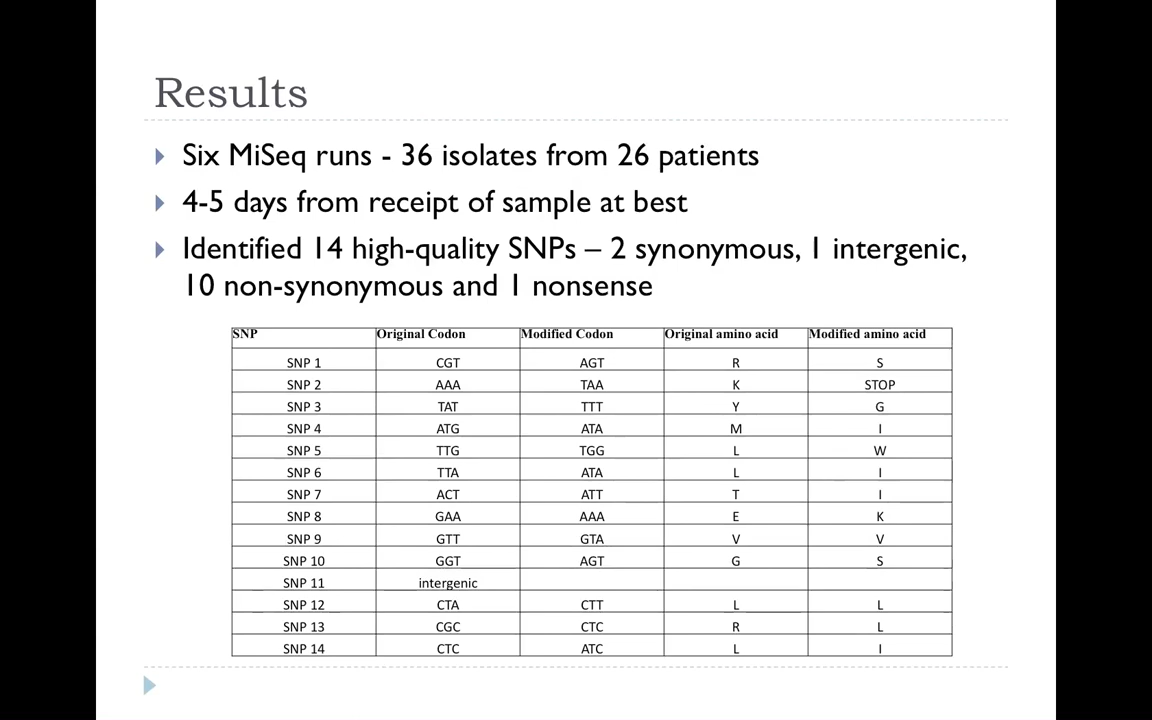 Results
Six MiSeq runs - 36 isolates from 26 patients
4-5 days from receipt of sample at best
Identified 14 high-quality SNPs – 2 synonymous, 1 intergenic,
10 non-synonymous and 1 nonsense
SNP Original Codon Modified Codon Original amino acid Modified amino acid
SNP 1 CGT AGT R S
SNP 2 AAA TAA K STOP
SNP 3 TAT TTT Y G
SNP 4 ATG ATA M I
SNP 5 TTG TGG L W
SNP 6 TTA ATA L I
SNP 7 ACT ATT T I
SNP 8 GAA AAA E K
SNP 9 GTT GTA V V
SNP 10 GGT AGT G S
SNP 11 intergenic
SNP 12 CTA CTT L L
SNP 13 CGC CTC R L
SNP 14 CTC ATC L I